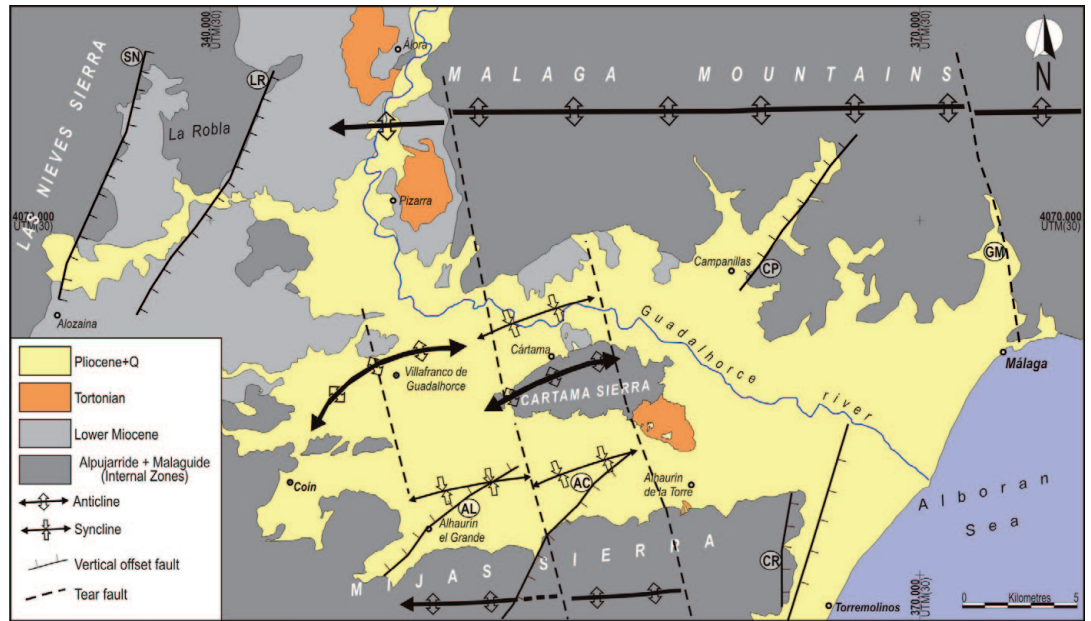 340.000
UTM(30)
370.000
UTM(30)
SN
LR
Álora
N
MALAGA MOUNTAINS
LAS NIEVES SIERRA
La Robla
Pizarra
4070.000
UTM(30)
4070.000
UTM(30)
Campanillas
CP
GM
Alozaina
Guadalhorce river
Málaga
Cártama
Villafranco de
Guadalhorce
CARTAMA SIERRA
Pliocene+Q
Tortonian
Lower Miocene
Alpujarride + Malaguide
(Internal Zones)
Anticline
Syncline
Vertical offset fault
Tear fault
Coín
AL
AC
Alhaurín
de la Torre
Alhaurín
el Grande
Alboran
Sea
MIJAS SIERRA
CR
370.000
UTM(30)
0 Kilometres 5
Torremolinos